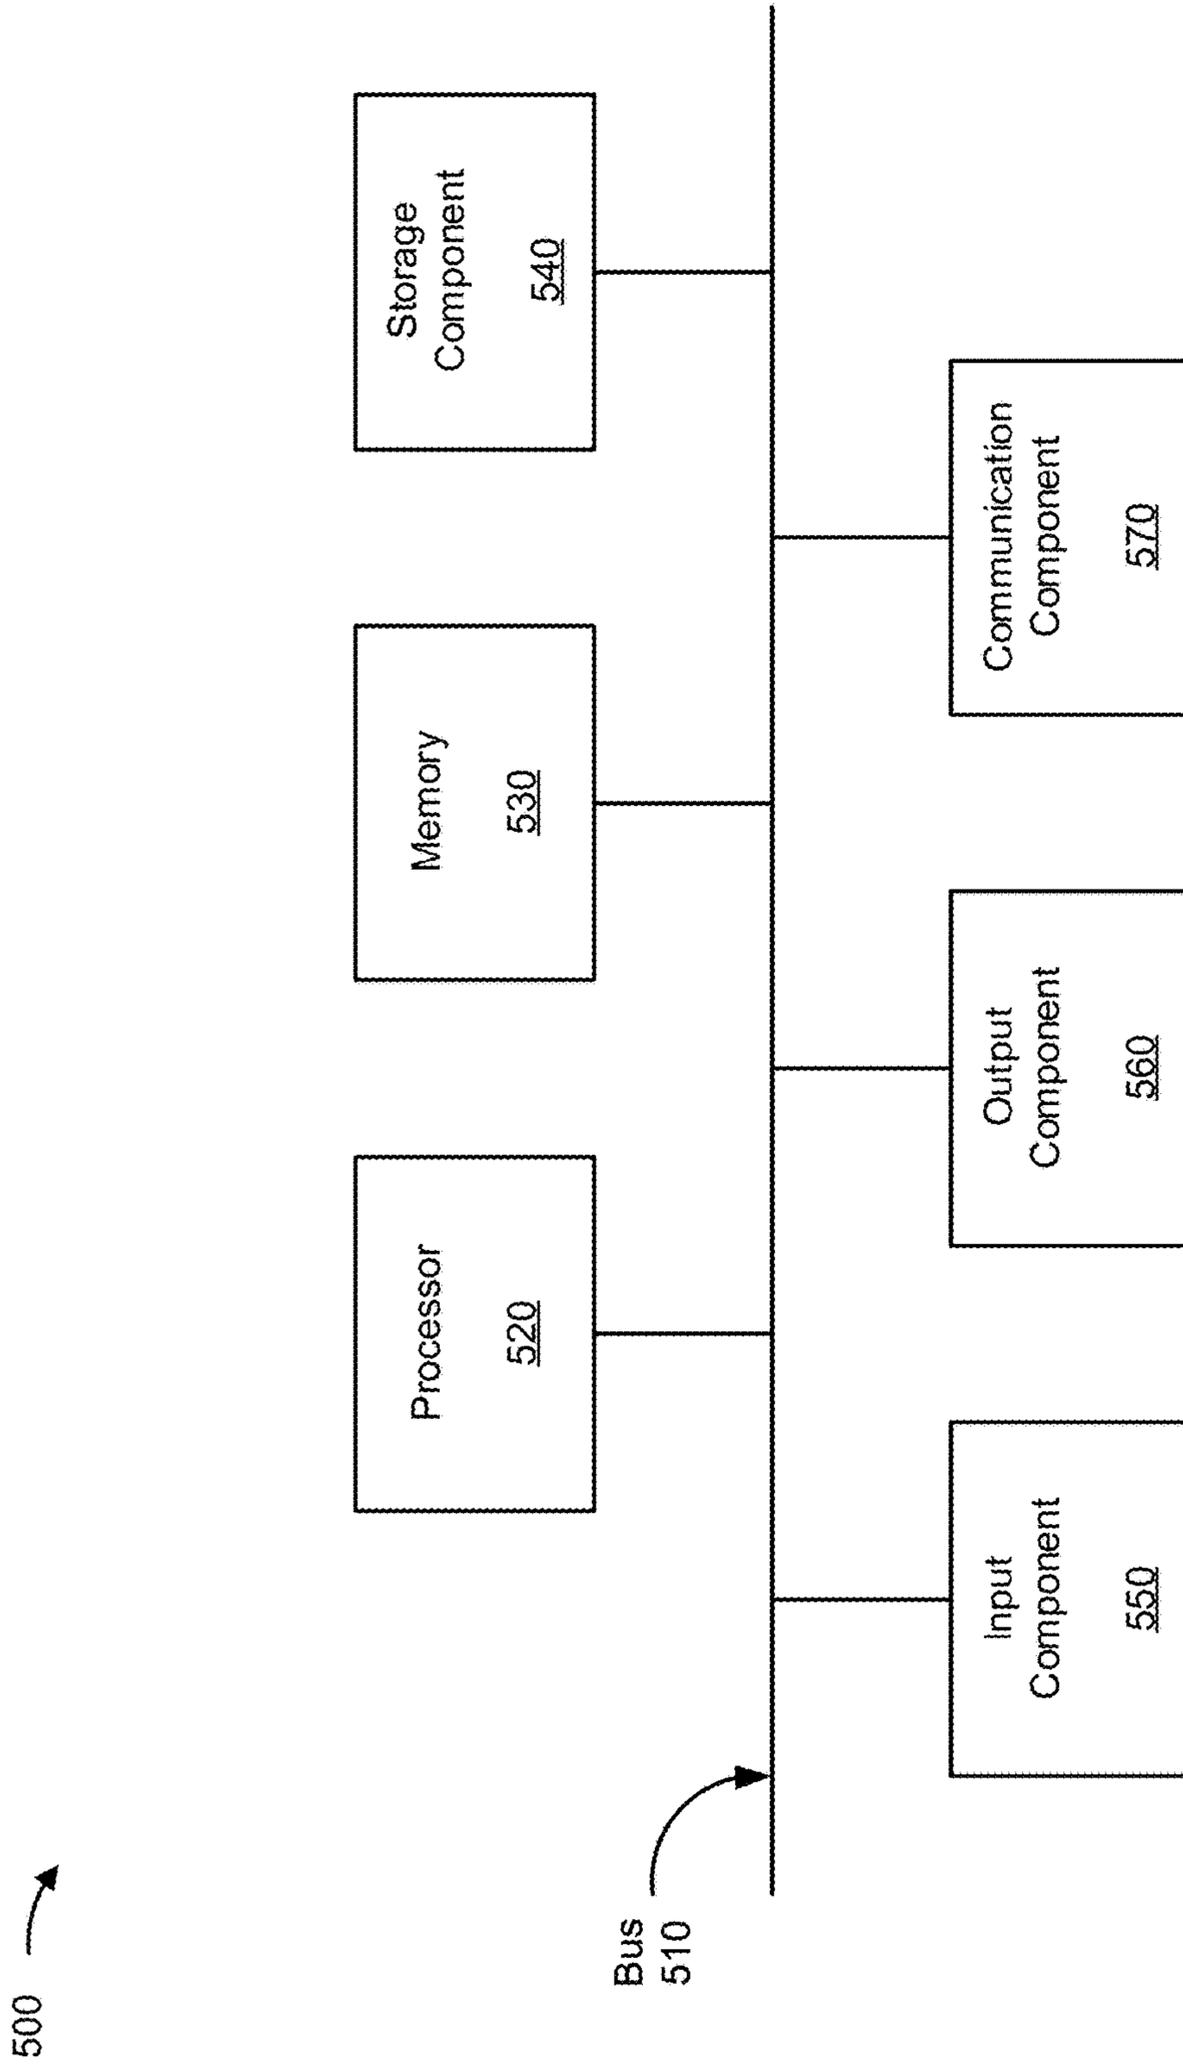 500
Bus
510
Processor
520
Memory
530
Storage
Component
540
Input
Component
550
Output
Component
560
Communication
Component
570